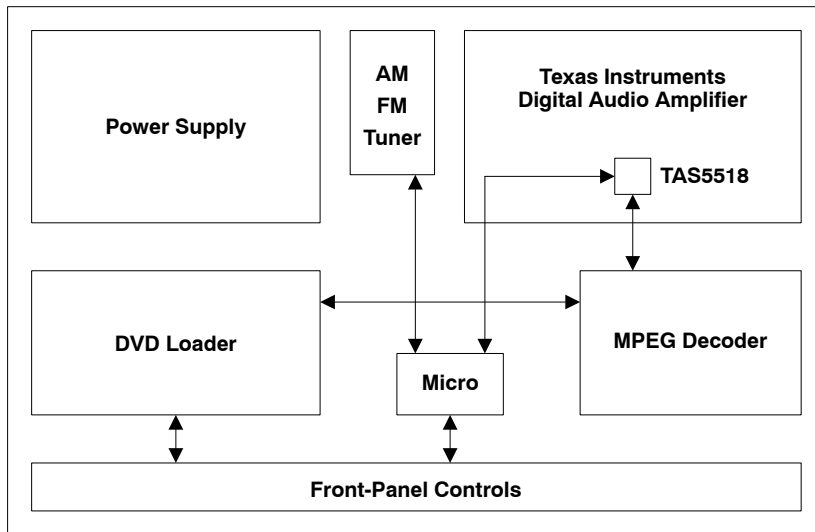 Power Supply
AM
FM
Tuner
Texas Instruments
Digital Audio Amplifier
TAS5518
DVD Loader
Micro
MPEG Decoder
Front-Panel Controls